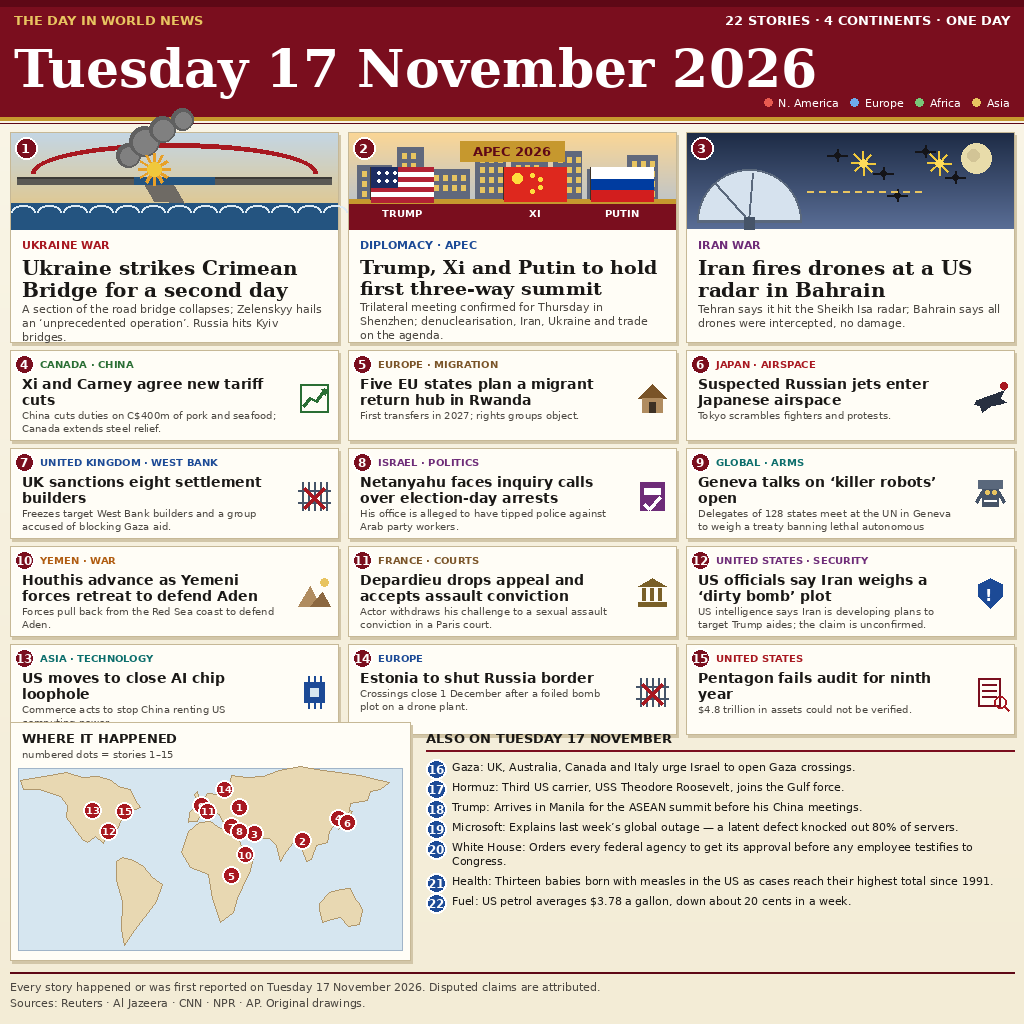 THE DAY IN WORLD NEWS
22 STORIES · 4 CONTINENTS · ONE DAY
Tuesday 17 November 2026
N. America Europe Africa Asia
1
UKRAINE WAR
Ukraine strikes Crimean
Bridge for a second day
A section of the road bridge collapses; Zelenskyy hails
an ‘unprecedented operation’. Russia hits Kyiv
bridges.
2
APEC 2026
TRUMP XI PUTIN
DIPLOMACY · APEC
Trump, Xi and Putin to hold
first three-way summit
Trilateral meeting confirmed for Thursday in
Shenzhen; denuclearisation, Iran, Ukraine and trade
on the agenda.
3
IRAN WAR
Iran fires drones at a US
radar in Bahrain
Tehran says it hit the Sheikh Isa radar; Bahrain says all
drones were intercepted, no damage.
4 CANADA · CHINA
Xi and Carney agree new tariff
cuts
China cuts duties on C$400m of pork and seafood;
Canada extends steel relief.
5 EUROPE · MIGRATION
Five EU states plan a migrant
return hub in Rwanda
First transfers in 2027; rights groups object.
6 JAPAN · AIRSPACE
Suspected Russian jets enter
Japanese airspace
Tokyo scrambles fighters and protests.
7 UNITED KINGDOM · WEST BANK
UK sanctions eight settlement
builders
Freezes target West Bank builders and a group
accused of blocking Gaza aid.
8 ISRAEL · POLITICS
Netanyahu faces inquiry calls
over election-day arrests
His office is alleged to have tipped police against
Arab party workers.
9 GLOBAL · ARMS
Geneva talks on ‘killer robots’
open
Delegates of 128 states meet at the UN in Geneva
to weigh a treaty banning lethal autonomous
10 YEMEN · WAR
Houthis advance as Yemeni
forces retreat to defend Aden
Forces pull back from the Red Sea coast to defend
Aden.
11 FRANCE · COURTS
Depardieu drops appeal and
accepts assault conviction
Actor withdraws his challenge to a sexual assault
conviction in a Paris court.
12 UNITED STATES · SECURITY
US officials say Iran weighs a
‘dirty bomb’ plot
US intelligence says Iran is developing plans to
target Trump aides; the claim is unconfirmed.
!
13 ASIA · TECHNOLOGY
US moves to close AI chip
loophole
Commerce acts to stop China renting US
14 EUROPE
Estonia to shut Russia border
Crossings close 1 December after a foiled bomb
plot on a drone plant.
15 UNITED STATES
Pentagon fails audit for ninth
year
$4.8 trillion in assets could not be verified.
WHERE IT HAPPENED
numbered dots = stories 1–15
14
13 15 11 1
12 6
8 3 2
10
5
ALSO ON TUESDAY 17 NOVEMBER
16 Gaza: UK, Australia, Canada and Italy urge Israel to open Gaza crossings.
17 Hormuz: Third US carrier, USS Theodore Roosevelt, joins the Gulf force.
18 Trump: Arrives in Manila for the ASEAN summit before his China meetings.
19 Microsoft: Explains last week’s global outage — a latent defect knocked out 80% of servers.
20 White House: Orders every federal agency to get its approval before any employee testifies to
Congress.
21 Health: Thirteen babies born with measles in the US as cases reach their highest total since 1991.
22 Fuel: US petrol averages $3.78 a gallon, down about 20 cents in a week.
Every story happened or was first reported on Tuesday 17 November 2026. Disputed claims are attributed.
Sources: Reuters · Al Jazeera · CNN · NPR · AP. Original drawings.